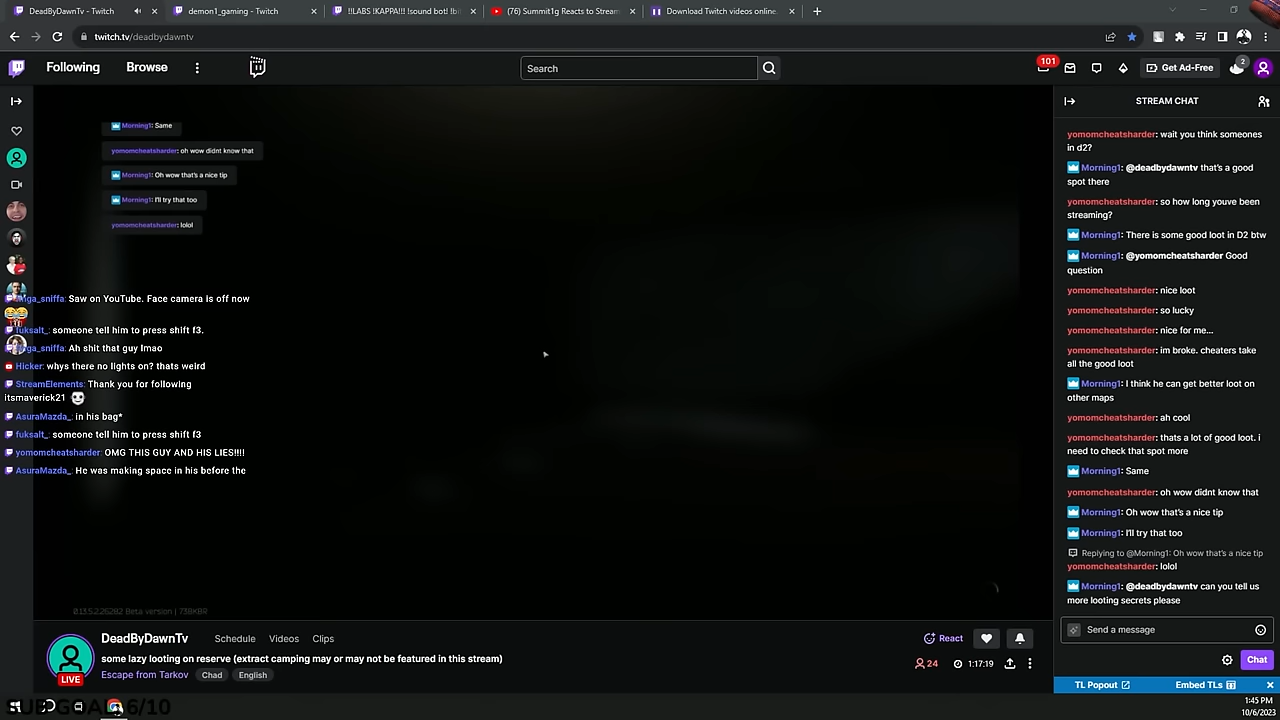 DeadByDawnTv - Twitch
demon1_gaming - Twitch
!!LABS !KAPPA!!! !sound bot! !bi
(76) Summit1g Reacts to Stream
Download Twitch videos online.
twitch.tv/deadbydawntv
Following
Browse
Search
101
Get Ad-Free
2
STREAM CHAT
Morning1: Same
yomomcheatsharder: oh wow didnt know that
Morning1: Oh wow that's a nice tip
Morning1: I'll try that too
yomomcheatsharder: lolol
Saw on YouTube. Face camera is off now
fuksalt_: someone tell him to press shift f3.
Ah shit that guy lmao
Hicker: whys there no lights on? thats weird
StreamElements: Thank you for following
itsmaverick21
AsuraMazda_: in his bag*
fuksalt_: someone tell him to press shift f3
yomomcheatsharder: OMG THIS GUY AND HIS LIES!!!!
AsuraMazda_: He was making space in his before the
0.13.5.2.26282 Beta version | 738KBR
yomomcheatsharder: wait you think someones
in d2?
Morning1: @deadbydawntv that's a good
spot there
yomomcheatsharder: so how long youve been
streaming?
Morning1: There is some good loot in D2 btw
Morning1: @yomomcheatsharder Good
question
yomomcheatsharder: nice loot
yomomcheatsharder: so lucky
yomomcheatsharder: nice for me...
yomomcheatsharder: im broke. cheaters take
all the good loot
Morning1: I think he can get better loot on
other maps
yomomcheatsharder: ah cool
yomomcheatsharder: thats a lot of good loot. i
need to check that spot more
Morning1: Same
yomomcheatsharder: oh wow didnt know that
Morning1: Oh wow that's a nice tip
Morning1: I'll try that too
Replying to @Morning1: Oh wow that's a nice tip
yomomcheatsharder: lolol
Morning1: @deadbydawntv can you tell us
more looting secrets please
Send a message
Chat
TL Popout
Embed TLs
DeadByDawnTv
Schedule
Videos
Clips
React
some lazy looting on reserve (extract camping may or may not be featured in this stream)
Escape from Tarkov
Chad
English
LIVE
24
1:17:19
SUB GOAL 6/10
1:45 PM
10/6/2023